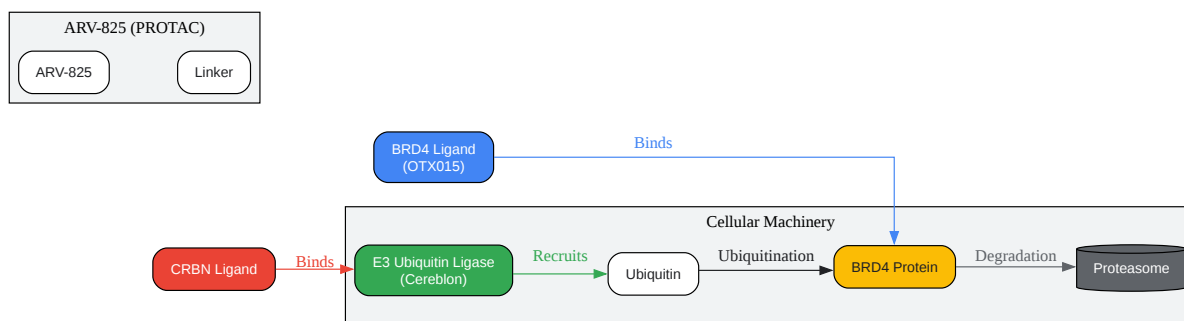 ARV-825 (PROTAC)
ARV-825
Linker
BRD4 Ligand
(OTX015)
Binds
Cellular Machinery
CRBN Ligand
Binds
E3 Ubiquitin Ligase
(Cereblon)
Recruits
Ubiquitin
Ubiquitination
BRD4 Protein
Degradation
Proteasome